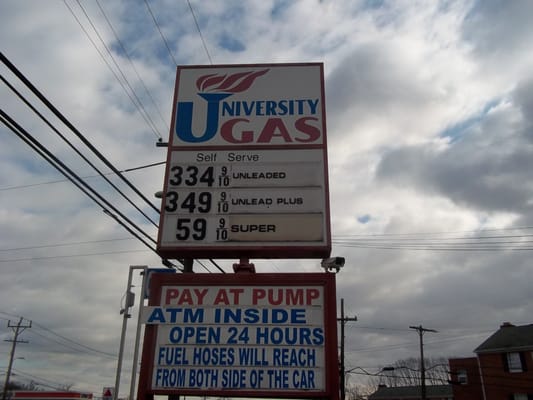 UNIVERSITY
GAS
Self Serve
334 9/10 UNLEADED
349 9/10 UNLEAD PLUS
59 9/10 SUPER
PAY AT PUMP
ATM INSIDE
OPEN 24 HOURS
FUEL HOSES WILL REACH
FROM BOTH SIDE OF THE CAR